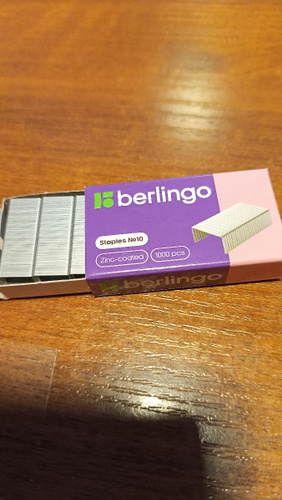 berlingo
Staples №10
Zinc-coated
1000 pcs
berlingo